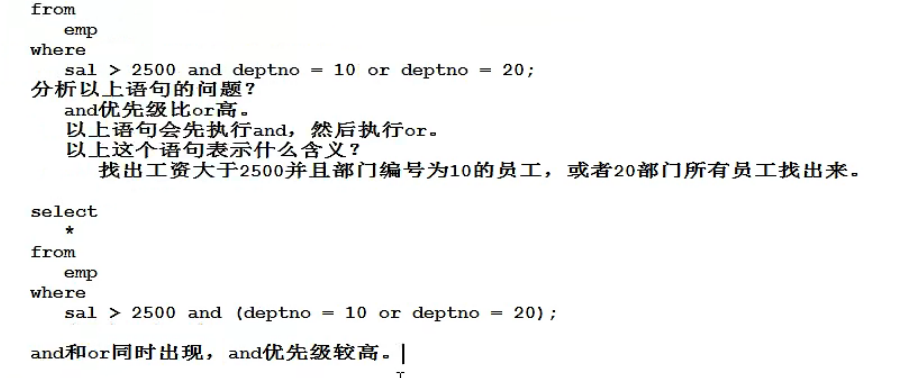 from
emp
where
sal > 2500 and deptno = 10 or deptno = 20;
分析以上语句的问题？
and优先级比or高。
以上语句会先执行and，然后执行or。
以上这个语句表示什么含义？
找出工资大于2500并且部门编号为10的员工，或者20部门所有员工找出来。
select
*
from
emp
where
sal > 2500 and (deptno = 10 or deptno = 20);
and和or同时出现，and优先级较高。